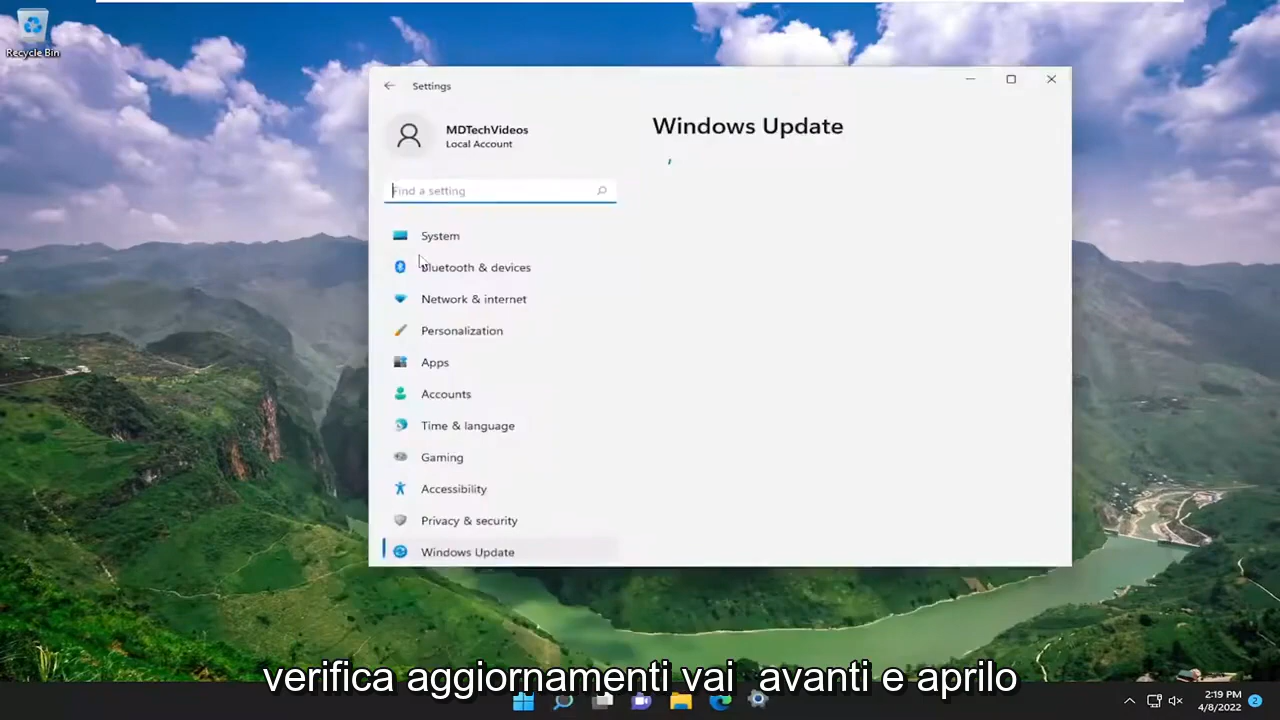 Recycle Bin
Settings
MDTechVideos
Local Account
Find a setting
System
Bluetooth & devices
Network & internet
Personalization
Apps
Accounts
Time & language
Gaming
Accessibility
Privacy & security
Windows Update
Windows Update
verifica aggiornamenti vai avanti e aprilo
2:19 PM
4/8/2022
2